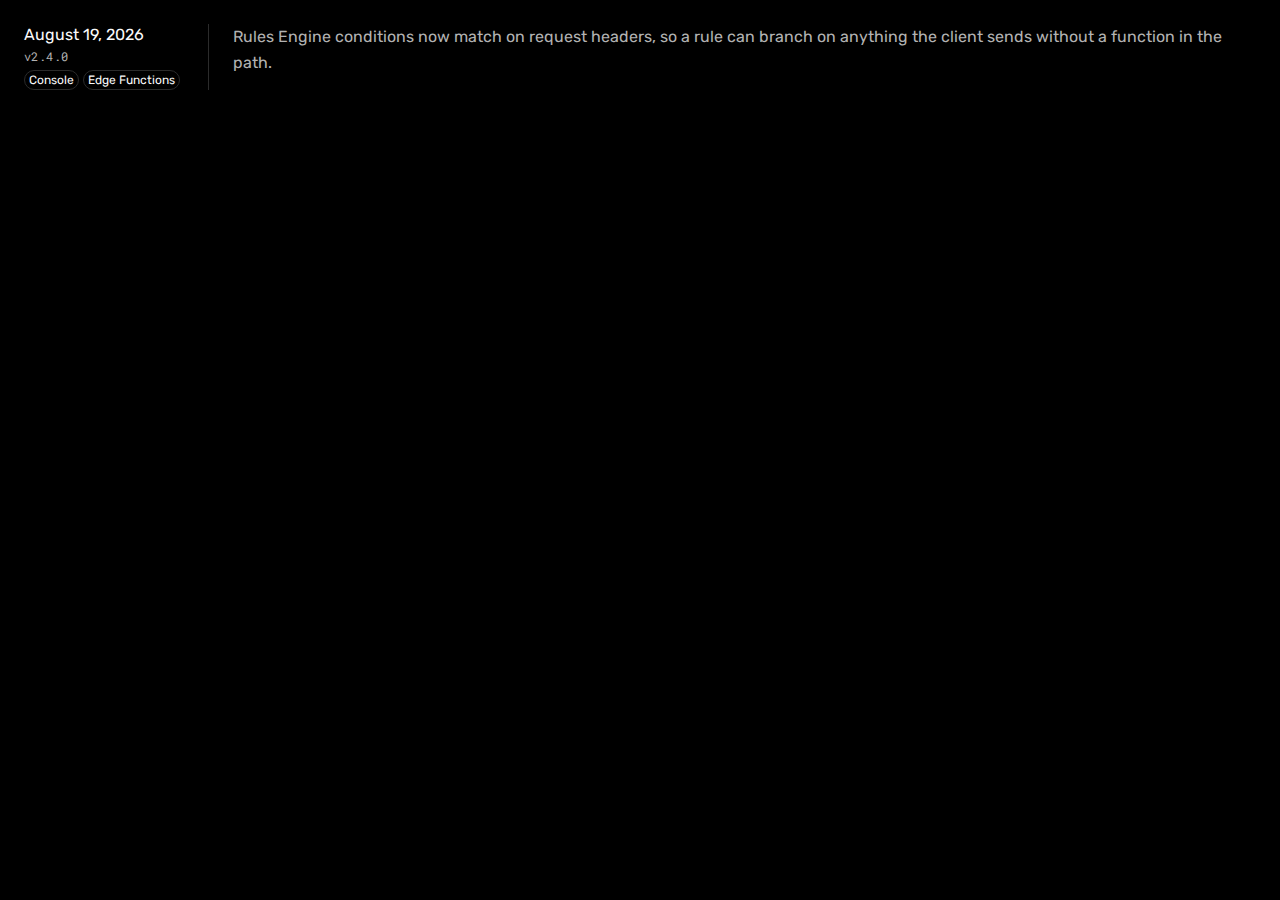 August 19, 2026
v2.4.0
Console Edge Functions
Rules Engine conditions now match on request headers, so a rule can branch on anything the client sends without a function in the
path.